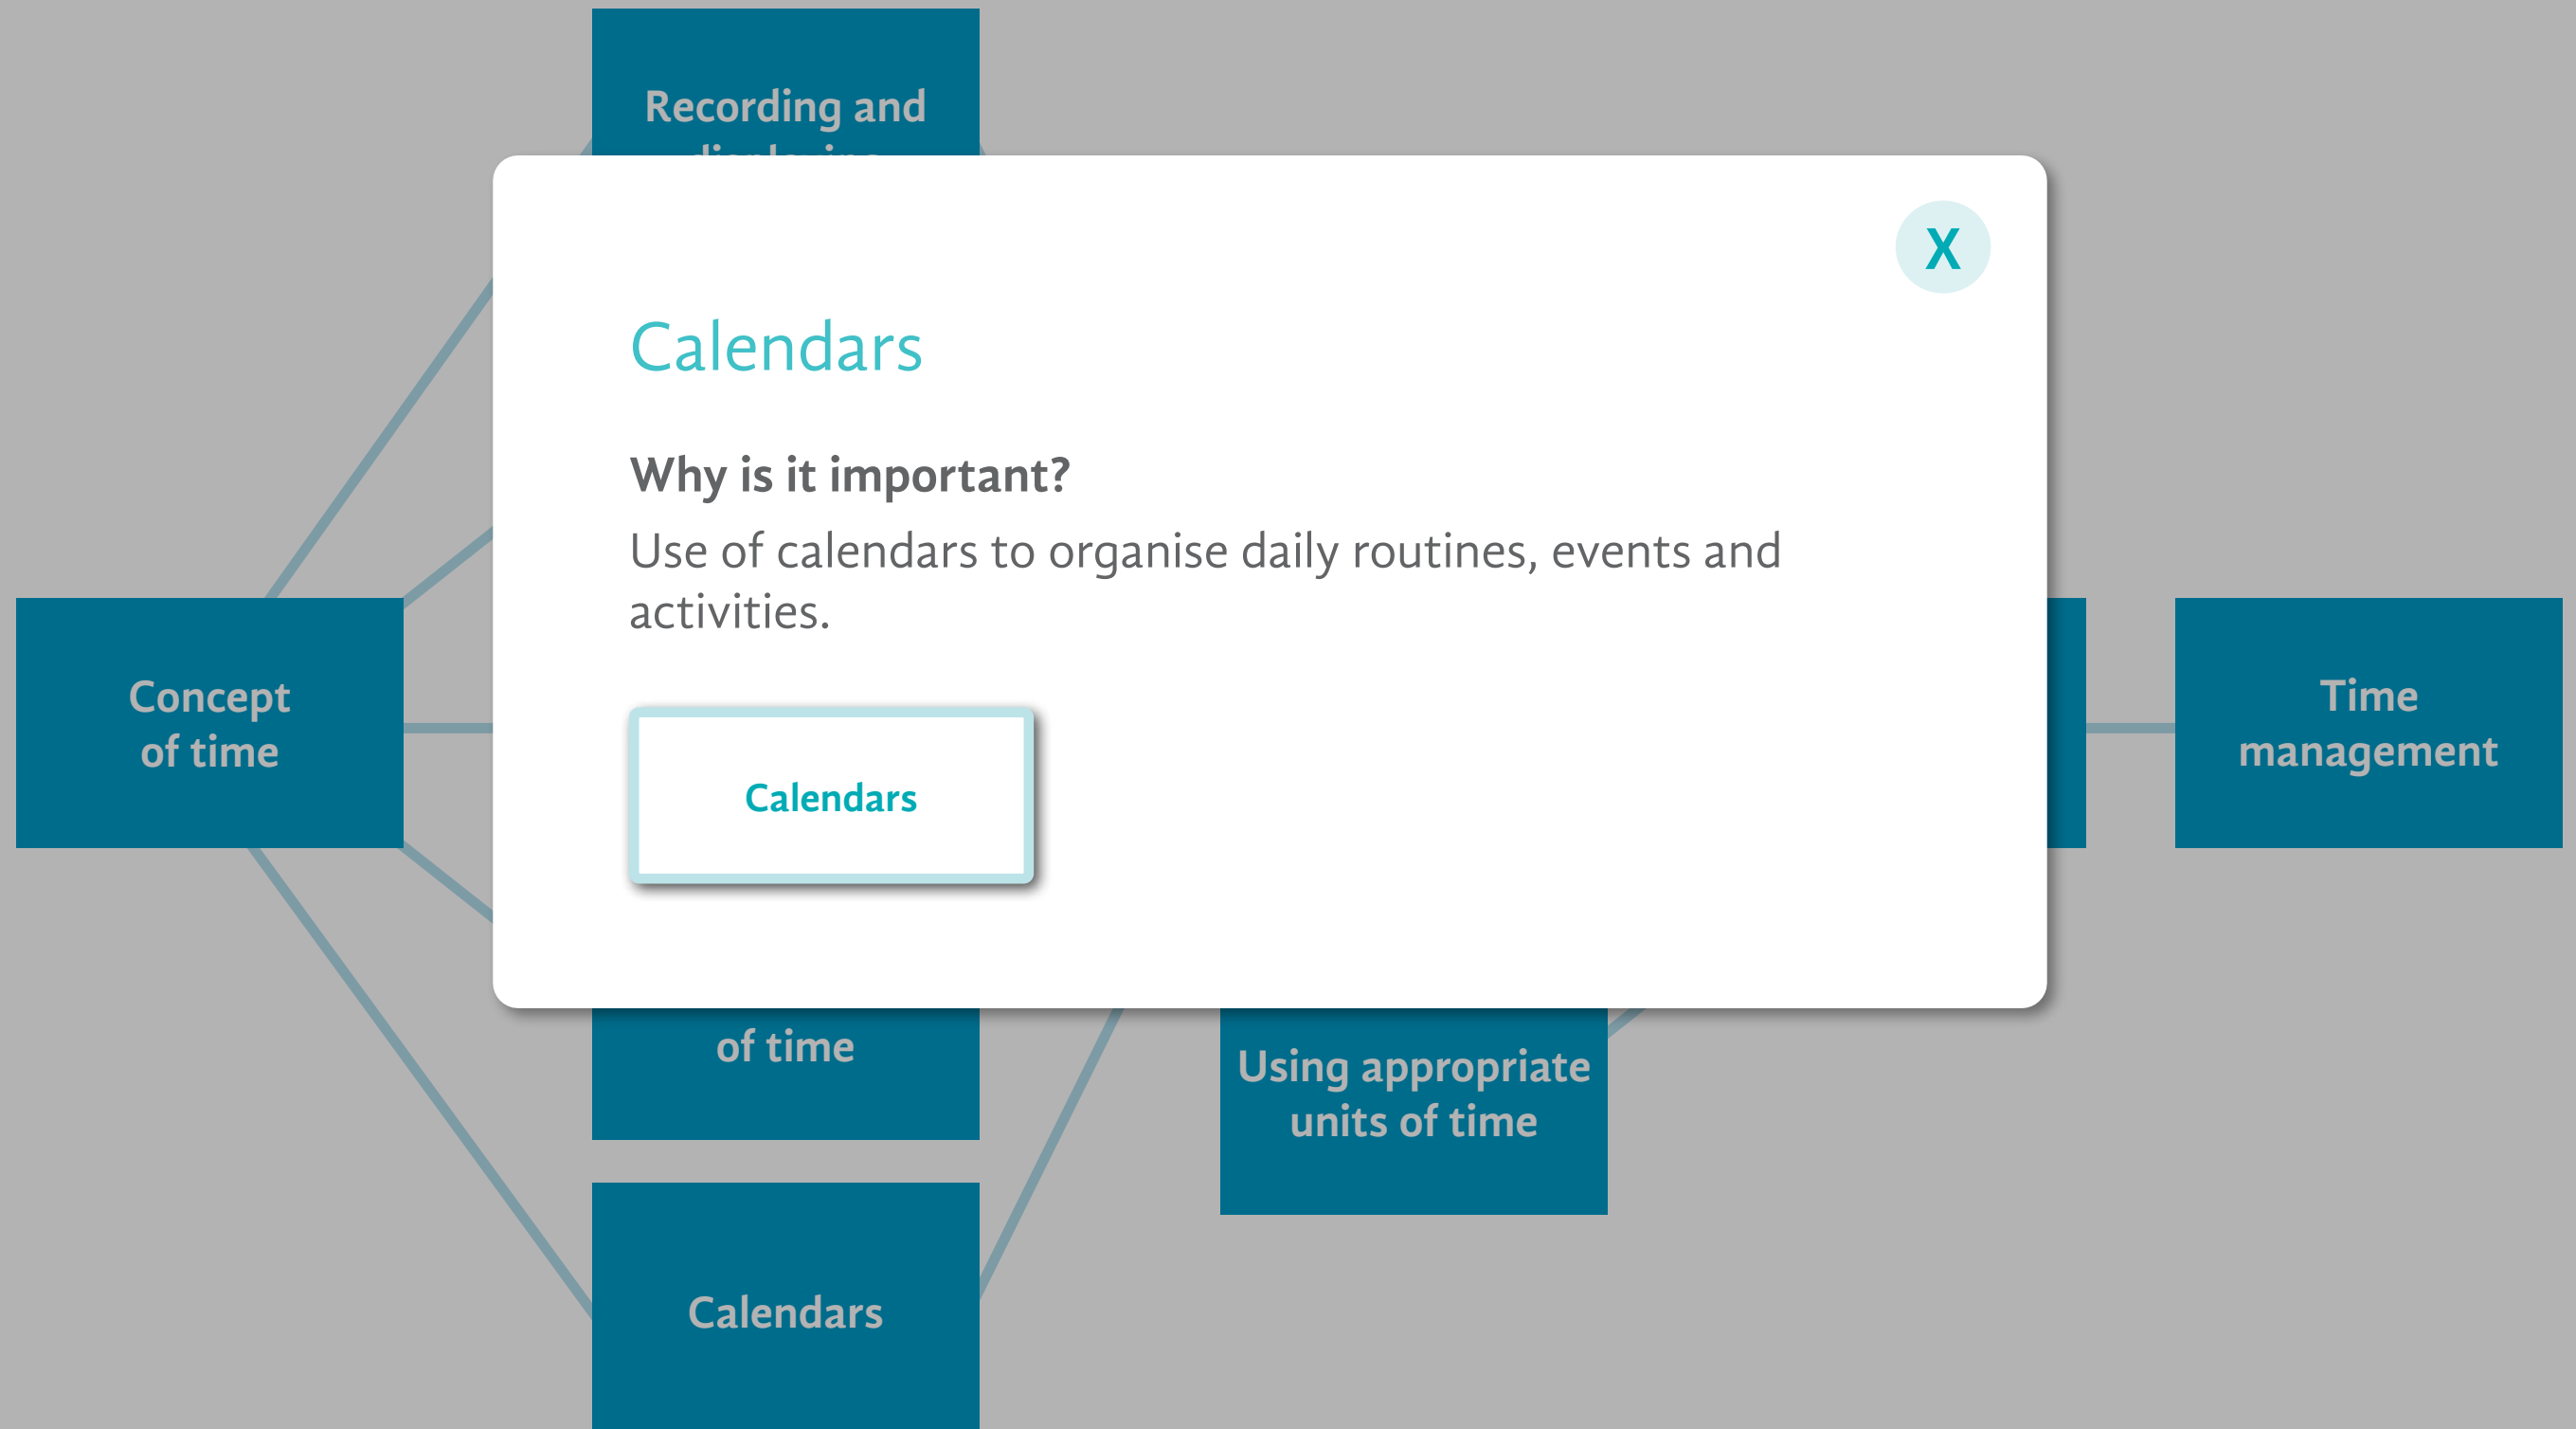 Recording and
X
Calendars
Why is it important?
Use of calendars to organise daily routines, events and
activities.
Concept
of time
Time
management
Calendars
of time
Using appropriate
units of time
Calendars